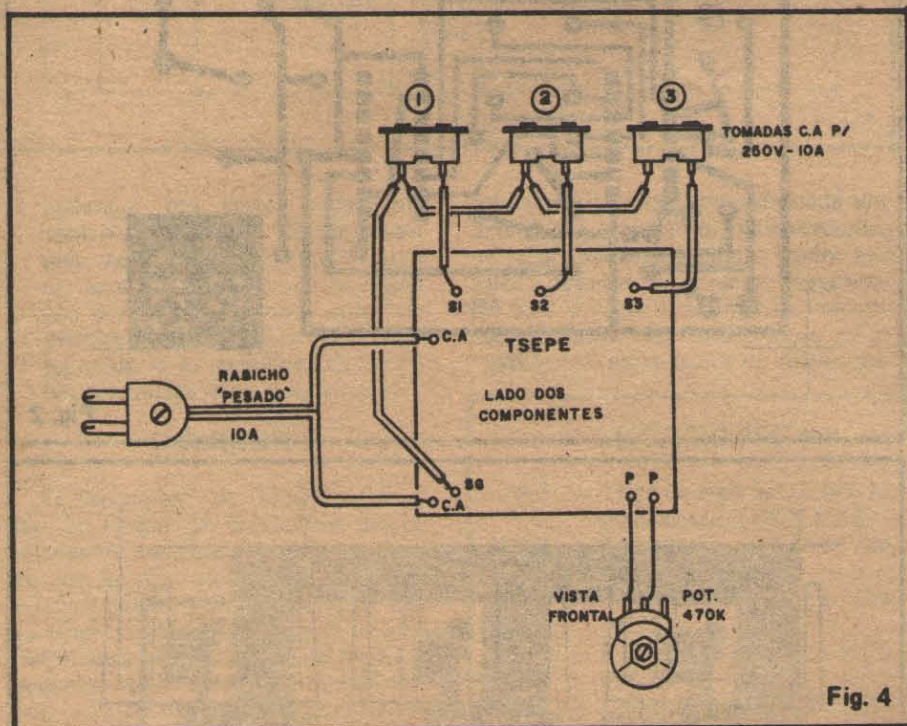 1 2 3
TOMADAS C.A P/
250V-10A
S1 S2 S3
C.A
TSEPE
RABICHO
"PESADO"
10A
LADO DOS
COMPONENTES
SG
C.A
P P
VISTA
FRONTAL
POT.
470K
Fig. 4